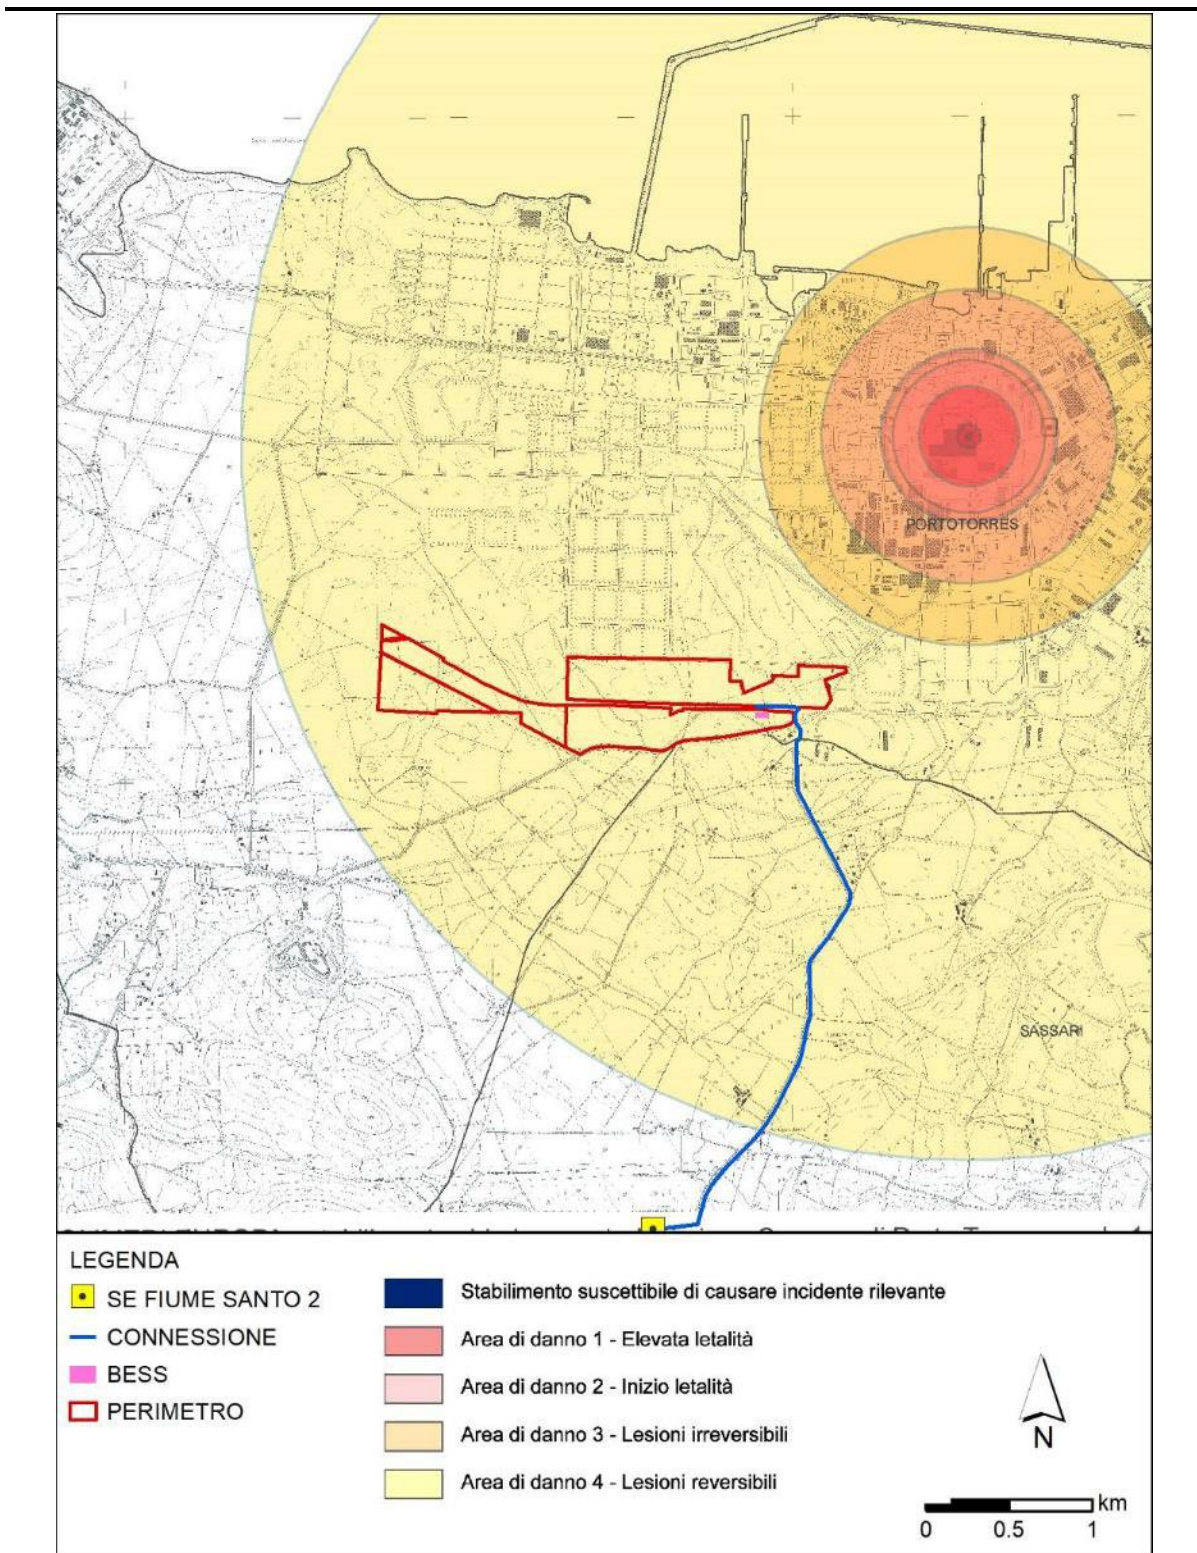 PORTOTORRES
SASSARI
LEGENDA
SE FIUME SANTO 2
CONNESSIONE
BESS
PERIMETRO
Stabilimento suscettibile di causare incidente rilevante
Area di danno 1 - Elevata letalità
Area di danno 2 - Inizio letalità
Area di danno 3 - Lesioni irreversibili
Area di danno 4 - Lesioni reversibili
N
km
0 0.5 1